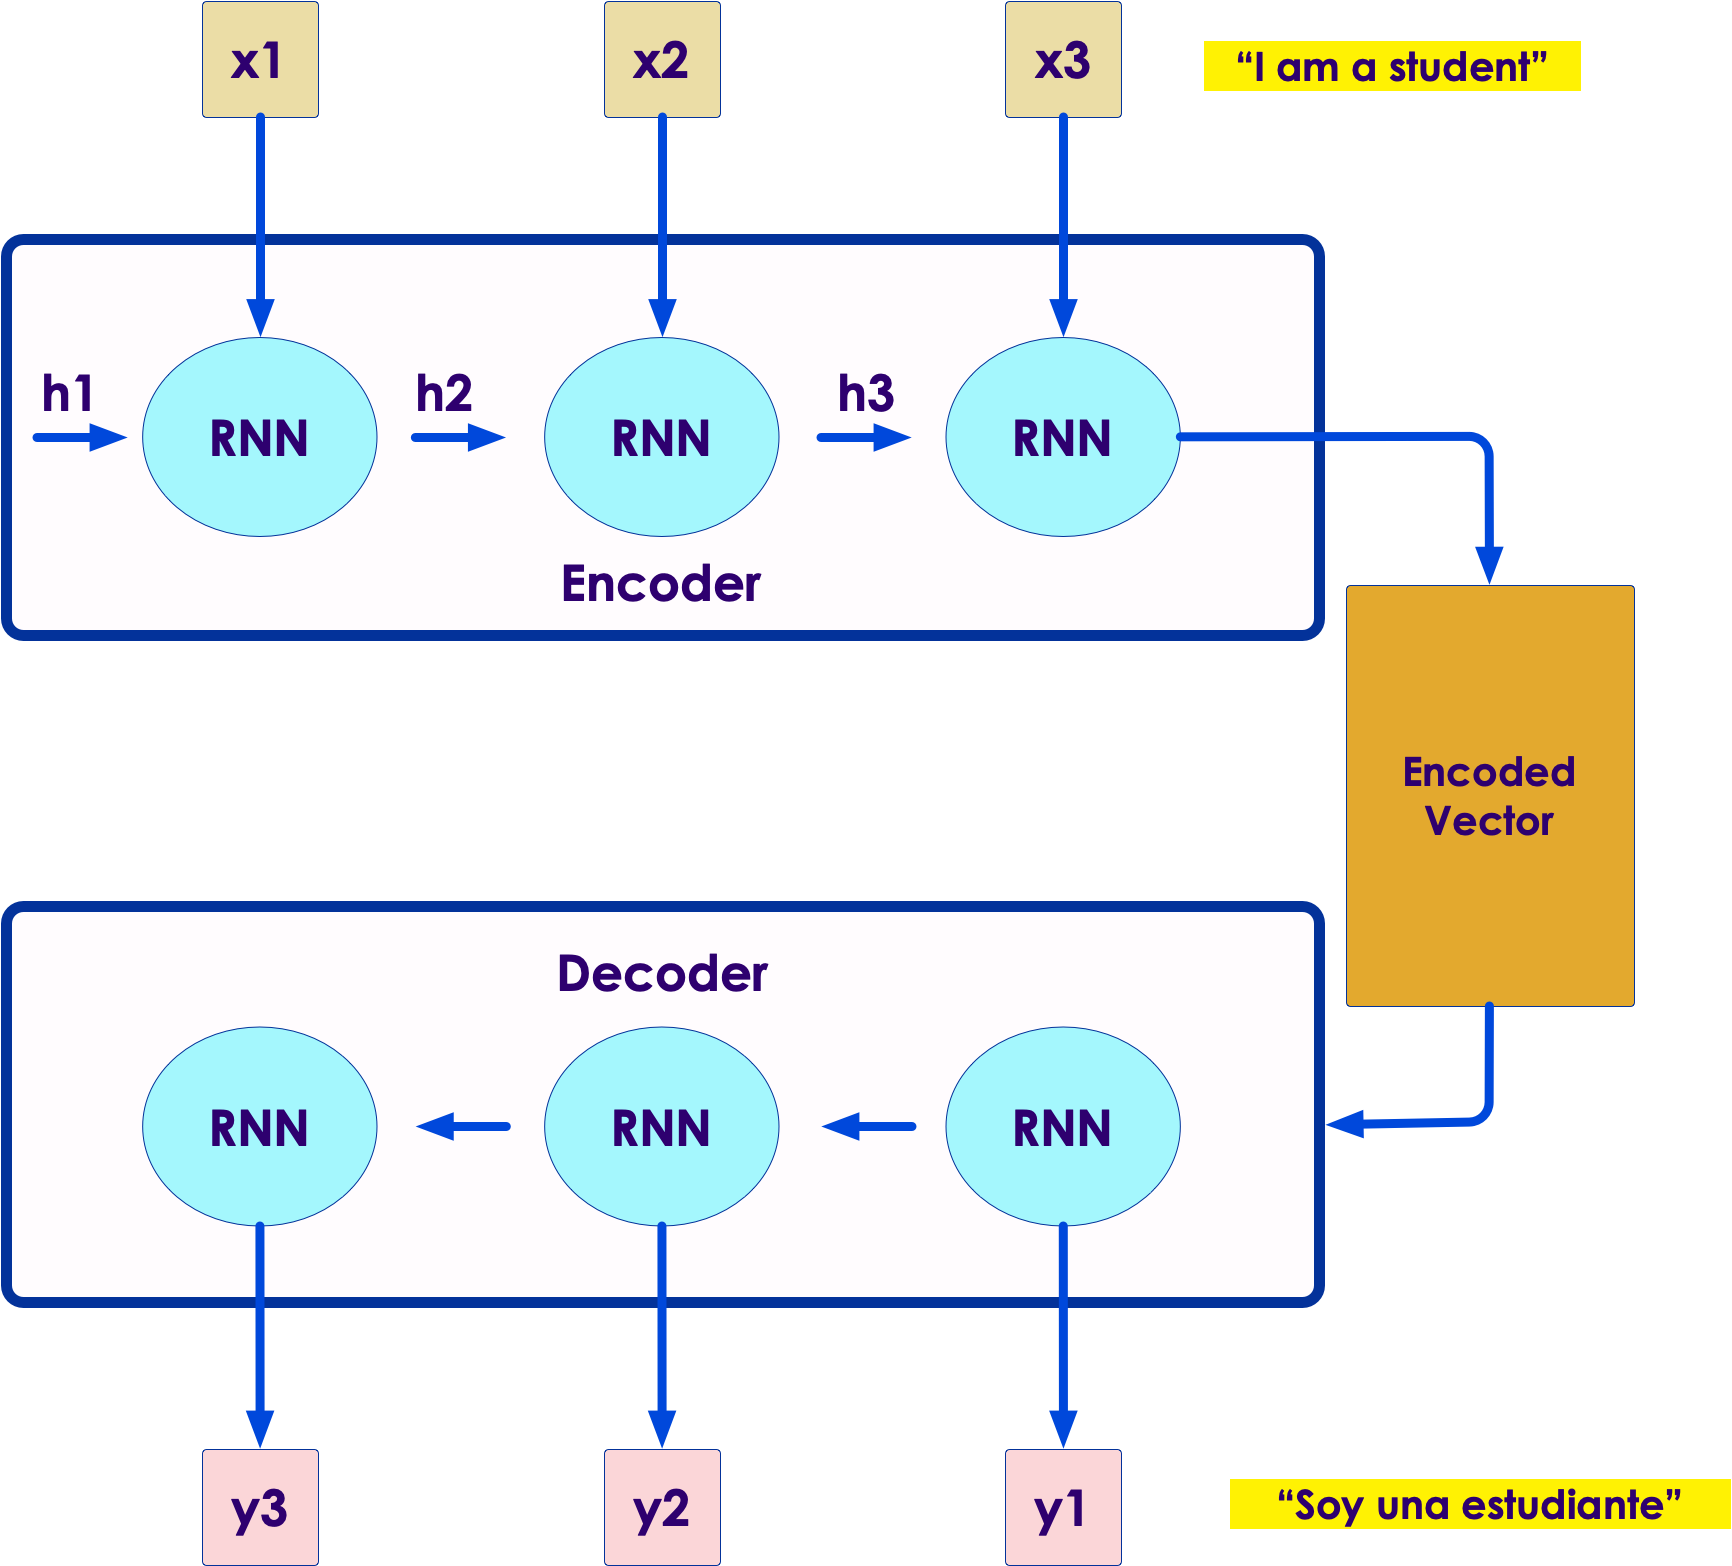 x1
x2
x3
“I am a student”
h1
h2
h3
RNN
RNN
RNN
Encoder
Encoded
Vector
Decoder
RNN
RNN
RNN
y3
y2
y1
“Soy una estudiante”